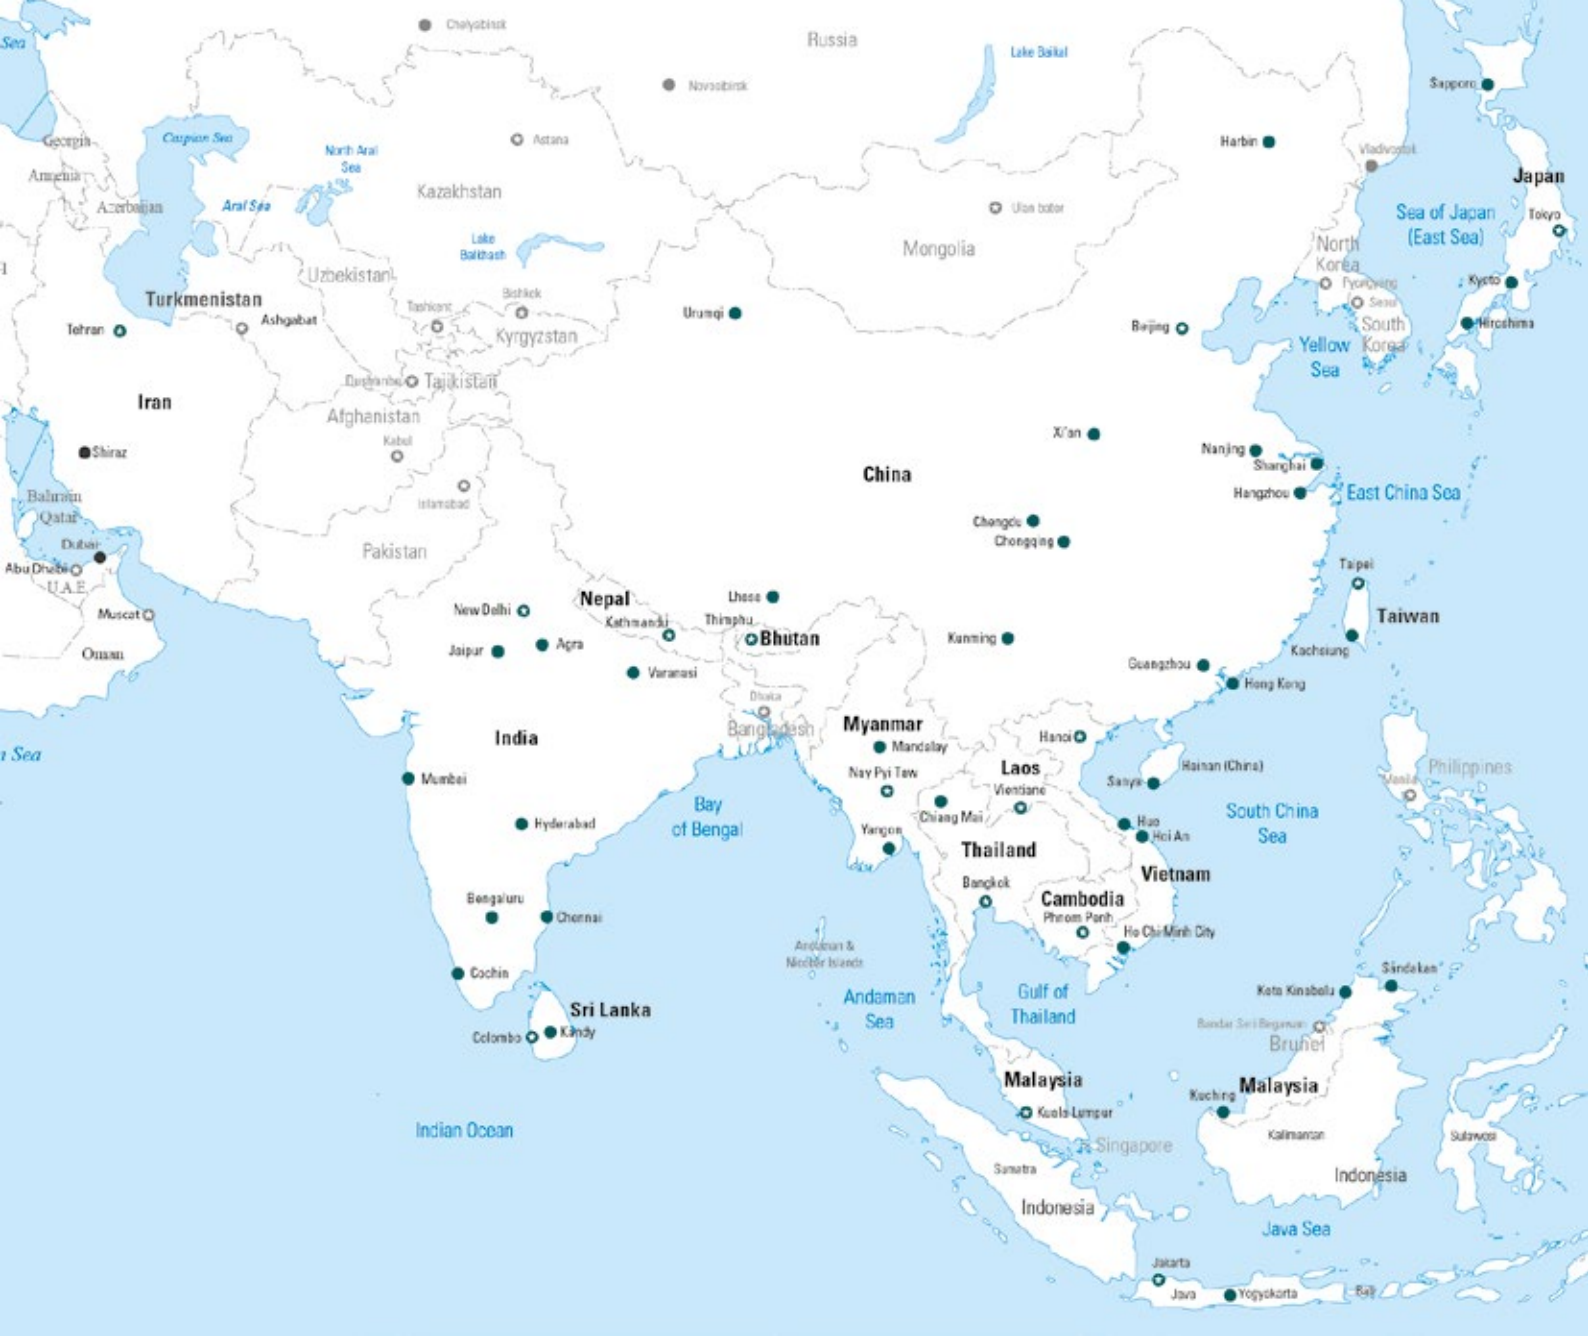 Chelyabinsk
Russia
Lake Baikal
Sea
Novosibirsk
Sapporo
Georgia
Caspian Sea
Astana
Harbin
Vladivostok
North Aral
Sea
Armenia
Japan
Kazakhstan
Azerbaijan
Aral Sea
Ulan bator
Sea of Japan
(East Sea)
Tokyo
Lake
Balkhash
Mongolia
North
Korea
Uzbekistan
Pyongyang
Kyoto
Turkmenistan
Bishkek
Tashkent
Seoul
Tehran
Ashgabat
Urumqi
Beijing
South
Korea
Hiroshima
Kyrgyzstan
Yellow
Sea
Dushanbe
Tajikistan
Iran
Afghanistan
Kabul
Xi'an
Shiraz
Nanjing
Shanghai
China
Islamabad
Hangzhou
East China Sea
Bahrain
Qatar
Chengdu
Chongqing
Dubai
Pakistan
Abu Dhabi
U.A.E.
Taipei
Muscat
New Delhi
Nepal
Lhasa
Taiwan
Kathmandu
Thimphu
Bhutan
Kunming
Oman
Jaipur
Agra
Kaohsiung
Varanasi
Guangzhou
Hong Kong
Dhaka
Bangladesh
Myanmar
India
Mandalay
Hanoi
n Sea
Laos
Hainan (China)
Philippines
Mumbai
Nay Pyi Taw
Vientiane
Sanya
Manila
Bay
of Bengal
Chiang Mai
South China
Sea
Hyderabad
Yangon
Hue
Hoi An
Thailand
Vietnam
Bangkok
Bengaluru
Cambodia
Chennai
Phnom Penh
Ho Chi Minh City
Andaman &
Nicobar Islands
Cochin
Sandakan
Andaman
Sea
Gulf of
Thailand
Kota Kinabalu
Sri Lanka
Bandar Seri Begawan
Colombo
Kandy
Brunei
Malaysia
Malaysia
Kuching
Kuala Lumpur
Indian Ocean
Singapore
Kalimantan
Sulawesi
Sumatra
Indonesia
Indonesia
Java Sea
Jakarta
Java
Yogyakarta
Bali